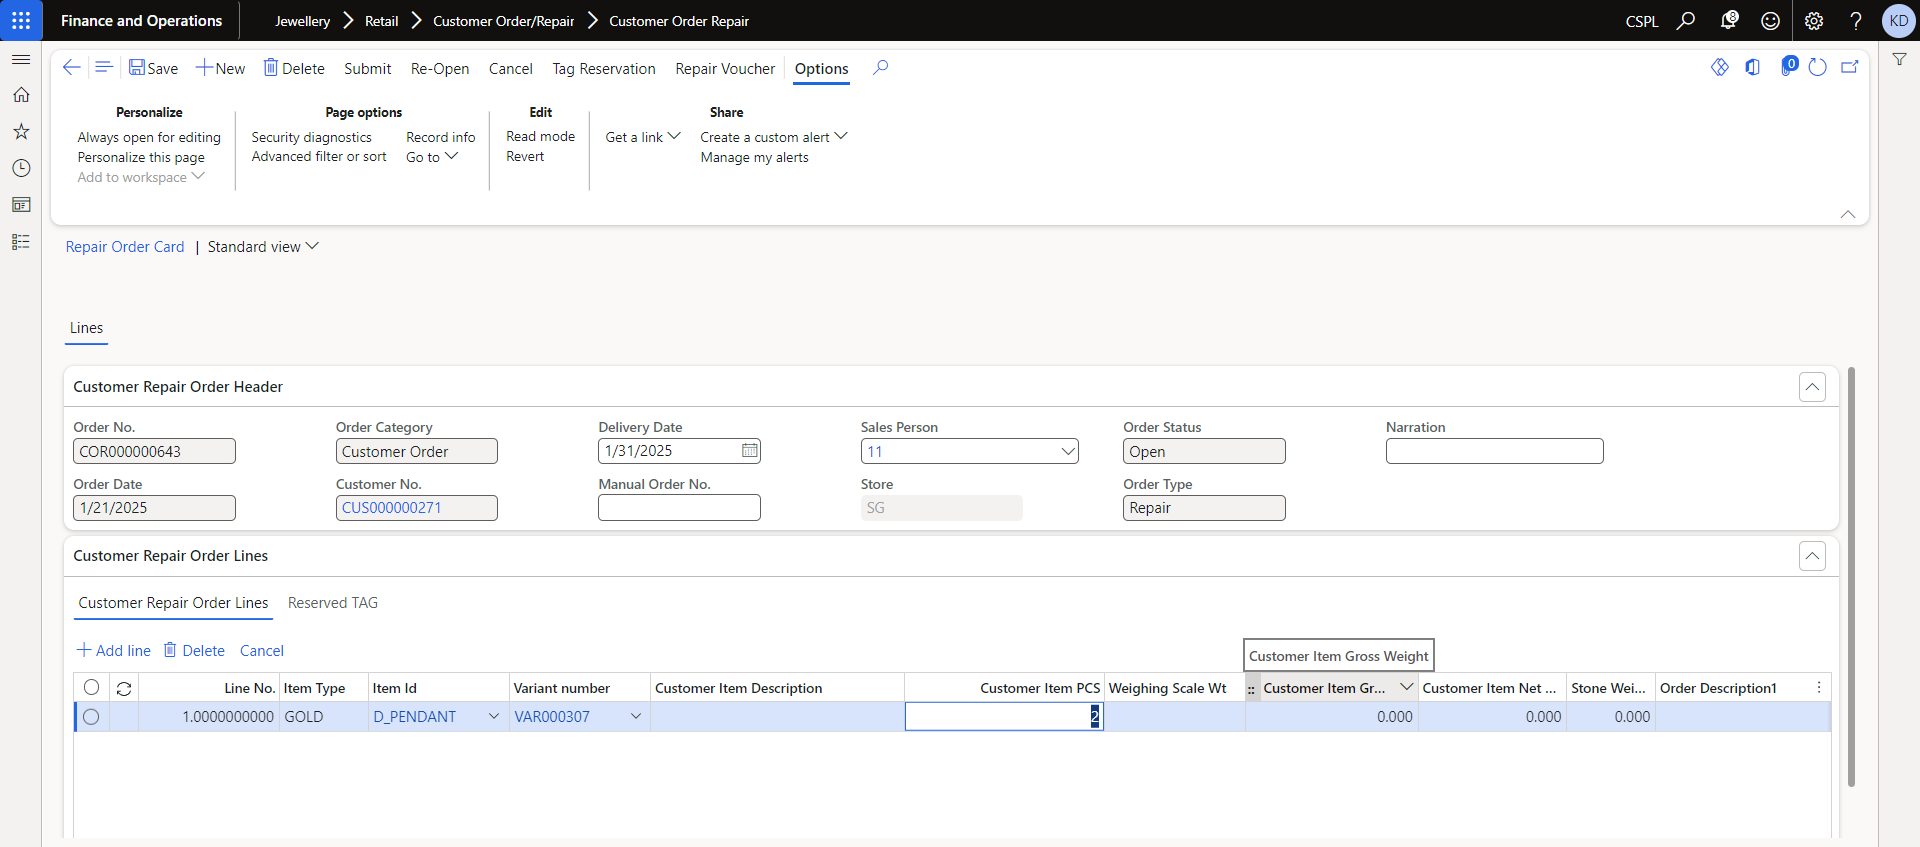 Finance and Operations
Jewellery Retail Customer Order/Repair Customer Order Repair
CSPL 8 ? KD
Save New Delete Submit Re-Open Cancel Tag Reservation Repair Voucher Options 0
Personalize
Always open for editing
Personalize this page
Add to workspace
Page options
Security diagnostics
Advanced filter or sort
Record info
Go to
Edit
Read mode
Revert
Get a link
Share
Create a custom alert
Manage my alerts
Repair Order Card | Standard view
Lines
Customer Repair Order Header
Order No. Order Category Delivery Date Sales Person Order Status Narration
COR000000643 Customer Order 1/31/2025 11 Open
Order Date Customer No. Manual Order No. Store Order Type
1/21/2025 CUS000000271 SG Repair
Customer Repair Order Lines
Customer Repair Order Lines Reserved TAG
+ Add line Delete Cancel
Customer Item Gross Weight
Line No. Item Type Item Id Variant number Customer Item Description Customer Item PCS Weighing Scale Wt Customer Item Gr... Customer Item Net ... Stone Wei... Order Description1
1.0000000000 GOLD D_PENDANT VAR000307 2 0.000 0.000 0.000